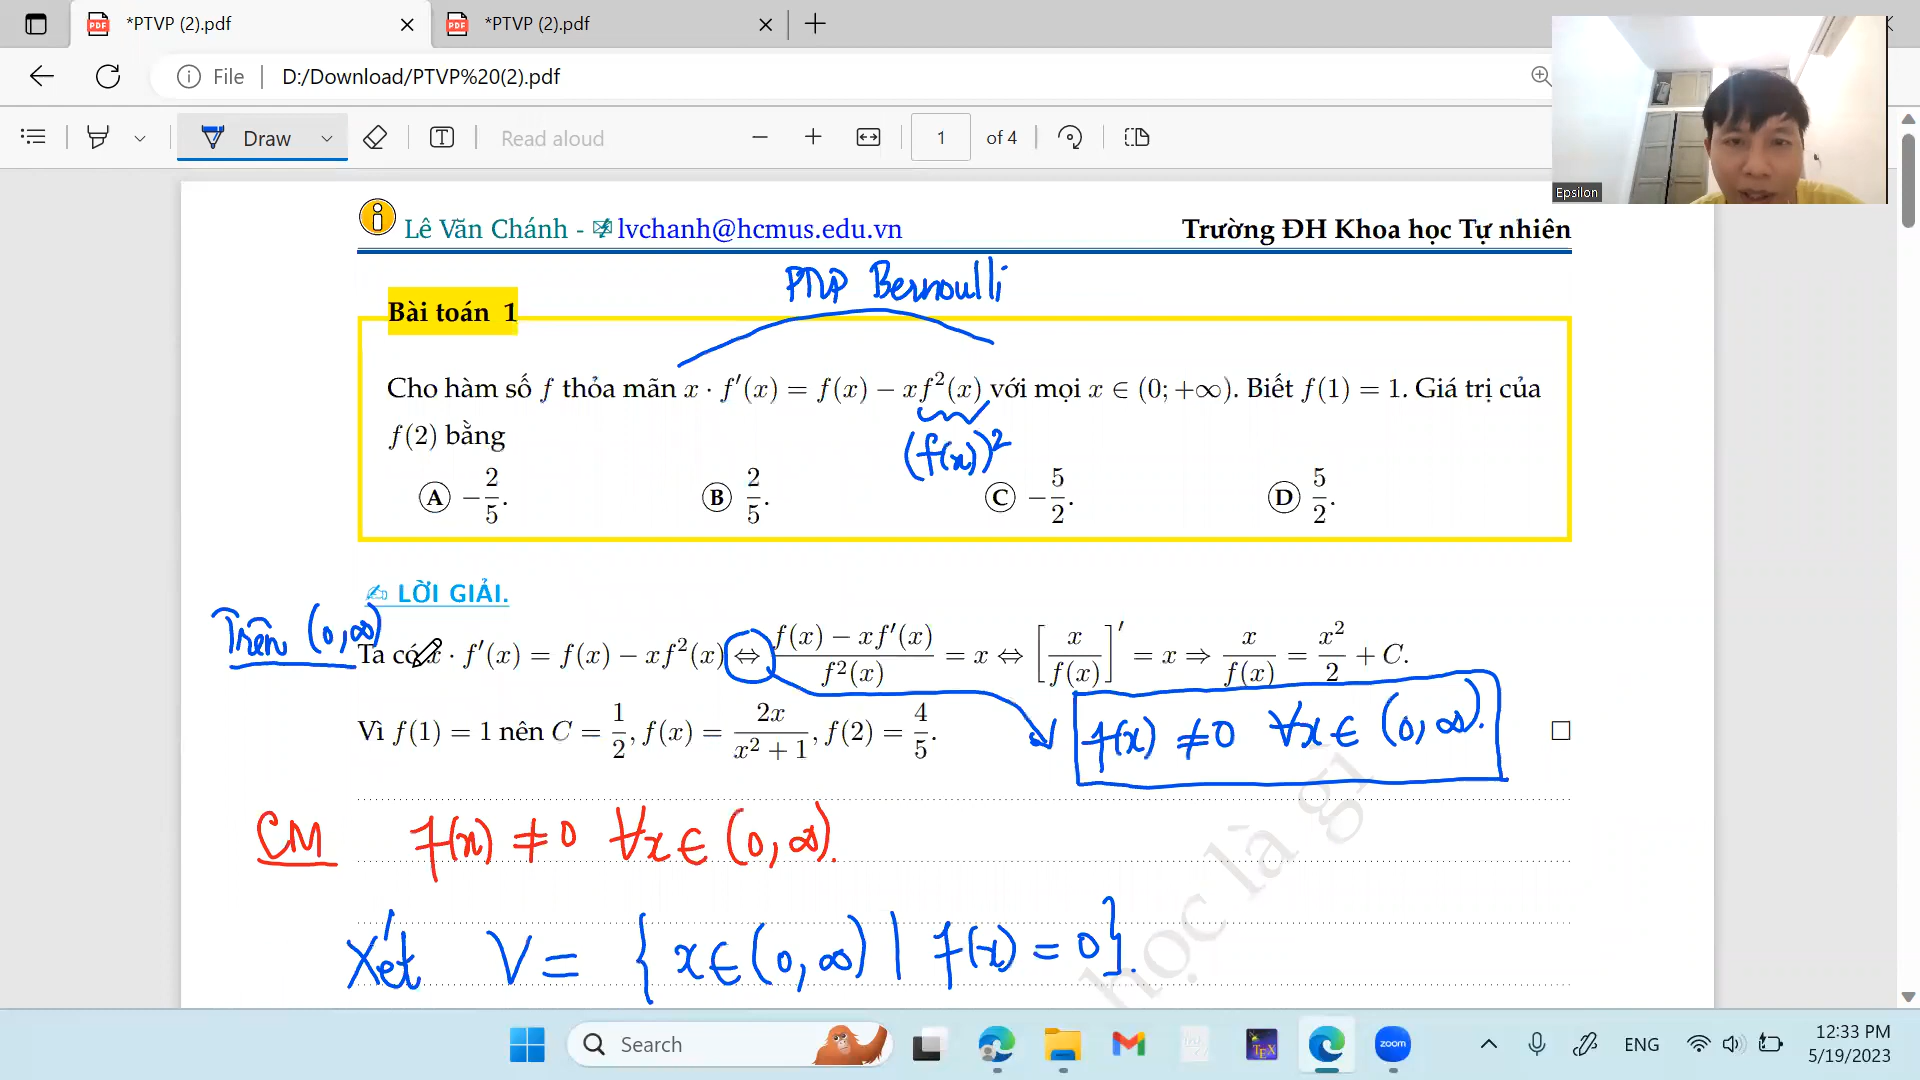 *PTVP (2).pdf
*PTVP (2).pdf
File
D:/Download/PTVP%20(2).pdf
Draw
Read aloud
1 of 4
Epsilon
Lê Văn Chánh - lvchanh@hcmus.edu.vn
Trường ĐH Khoa học Tự nhiên
PTVP Bernoulli
Bài toán 1
Cho hàm số f thỏa mãn x · f′(x) = f(x) − xf²(x) với mọi x ∈ (0; +∞). Biết f(1) = 1. Giá trị của
f(2) bằng
(f(x))²
A −2/5. B 2/5. C −5/2. D 5/2.
LỜI GIẢI.
Trên (0,∞)
Ta có x · f′(x) = f(x) − xf²(x) ⇔ (f(x) − xf′(x))/f²(x) = x ⇔ [x/f(x)]′ = x ⇒ x/f(x) = x²/2 + C.
Vì f(1) = 1 nên C = 1/2, f(x) = 2x/(x² + 1), f(2) = 4/5. □
f(x) ≠ 0 ∀x ∈ (0,∞).
CM f(x) ≠ 0 ∀x ∈ (0,∞).
Xét V = {x ∈ (0,∞) | f(x) = 0}.
học là gì
Search
zoom
TEX
ENG
12:33 PM
5/19/2023